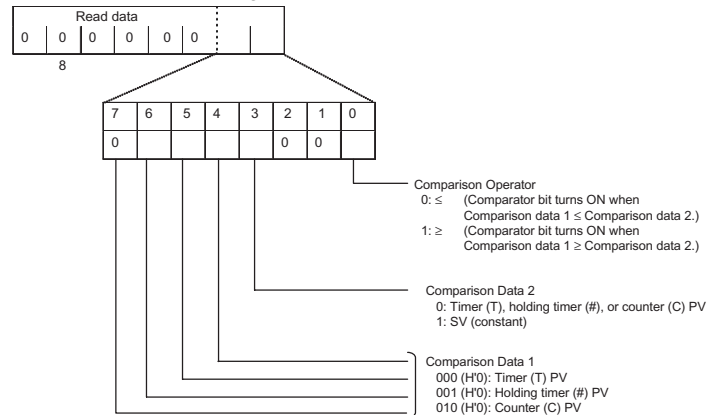 Read data
0 0 0 0 0 0
8
7 6 5 4 3 2 1 0
0 0 0
Comparison Operator
0: ≤ (Comparator bit turns ON when
Comparison data 1 ≤ Comparison data 2.)
1: ≥ (Comparator bit turns ON when
Comparison data 1 ≥ Comparison data 2.)
Comparison Data 2
0: Timer (T), holding timer (#), or counter (C) PV
1: SV (constant)
Comparison Data 1
000 (H'0): Timer (T) PV
001 (H'0): Holding timer (#) PV
010 (H'0): Counter (C) PV